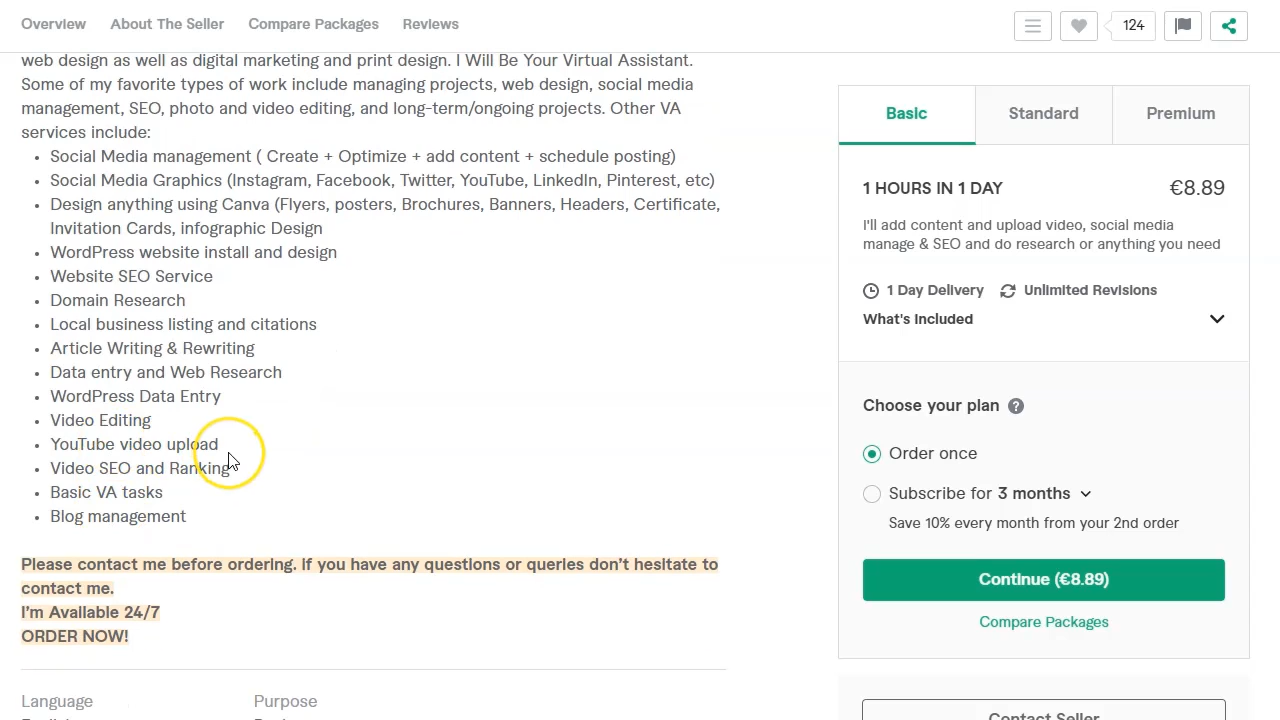 Overview About The Seller Compare Packages Reviews
124
web design as well as digital marketing and print design. I Will Be Your Virtual Assistant.
Some of my favorite types of work include managing projects, web design, social media
management, SEO, photo and video editing, and long-term/ongoing projects. Other VA
services include:
• Social Media management ( Create + Optimize + add content + schedule posting)
• Social Media Graphics (Instagram, Facebook, Twitter, YouTube, LinkedIn, Pinterest, etc)
• Design anything using Canva (Flyers, posters, Brochures, Banners, Headers, Certificate,
Invitation Cards, infographic Design
• WordPress website install and design
• Website SEO Service
• Domain Research
• Local business listing and citations
• Article Writing & Rewriting
• Data entry and Web Research
• WordPress Data Entry
• Video Editing
• YouTube video upload
• Video SEO and Ranking
• Basic VA tasks
• Blog management
Please contact me before ordering. If you have any questions or queries don't hesitate to
contact me.
I'm Available 24/7
ORDER NOW!
Language Purpose
Basic Standard Premium
1 HOURS IN 1 DAY €8.89
I'll add content and upload video, social media
manage & SEO and do research or anything you need
1 Day Delivery Unlimited Revisions
What's Included
Choose your plan ?
Order once
Subscribe for 3 months
Save 10% every month from your 2nd order
Continue (€8.89)
Compare Packages
Contact Seller